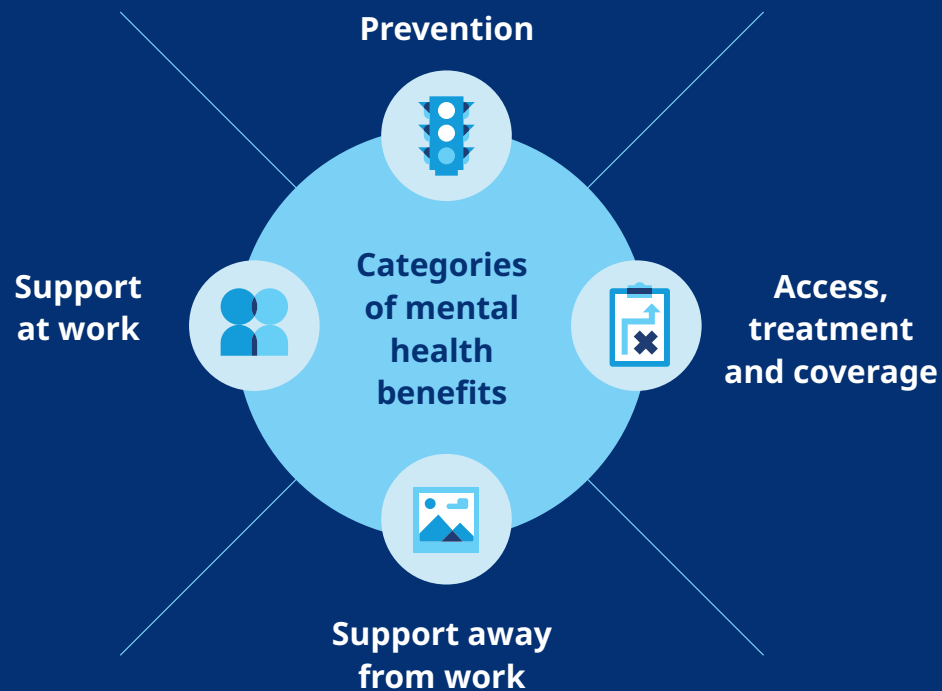 Prevention
Categories
of mental
health
benefits
Support
at work
Access,
treatment
and coverage
Support away
from work